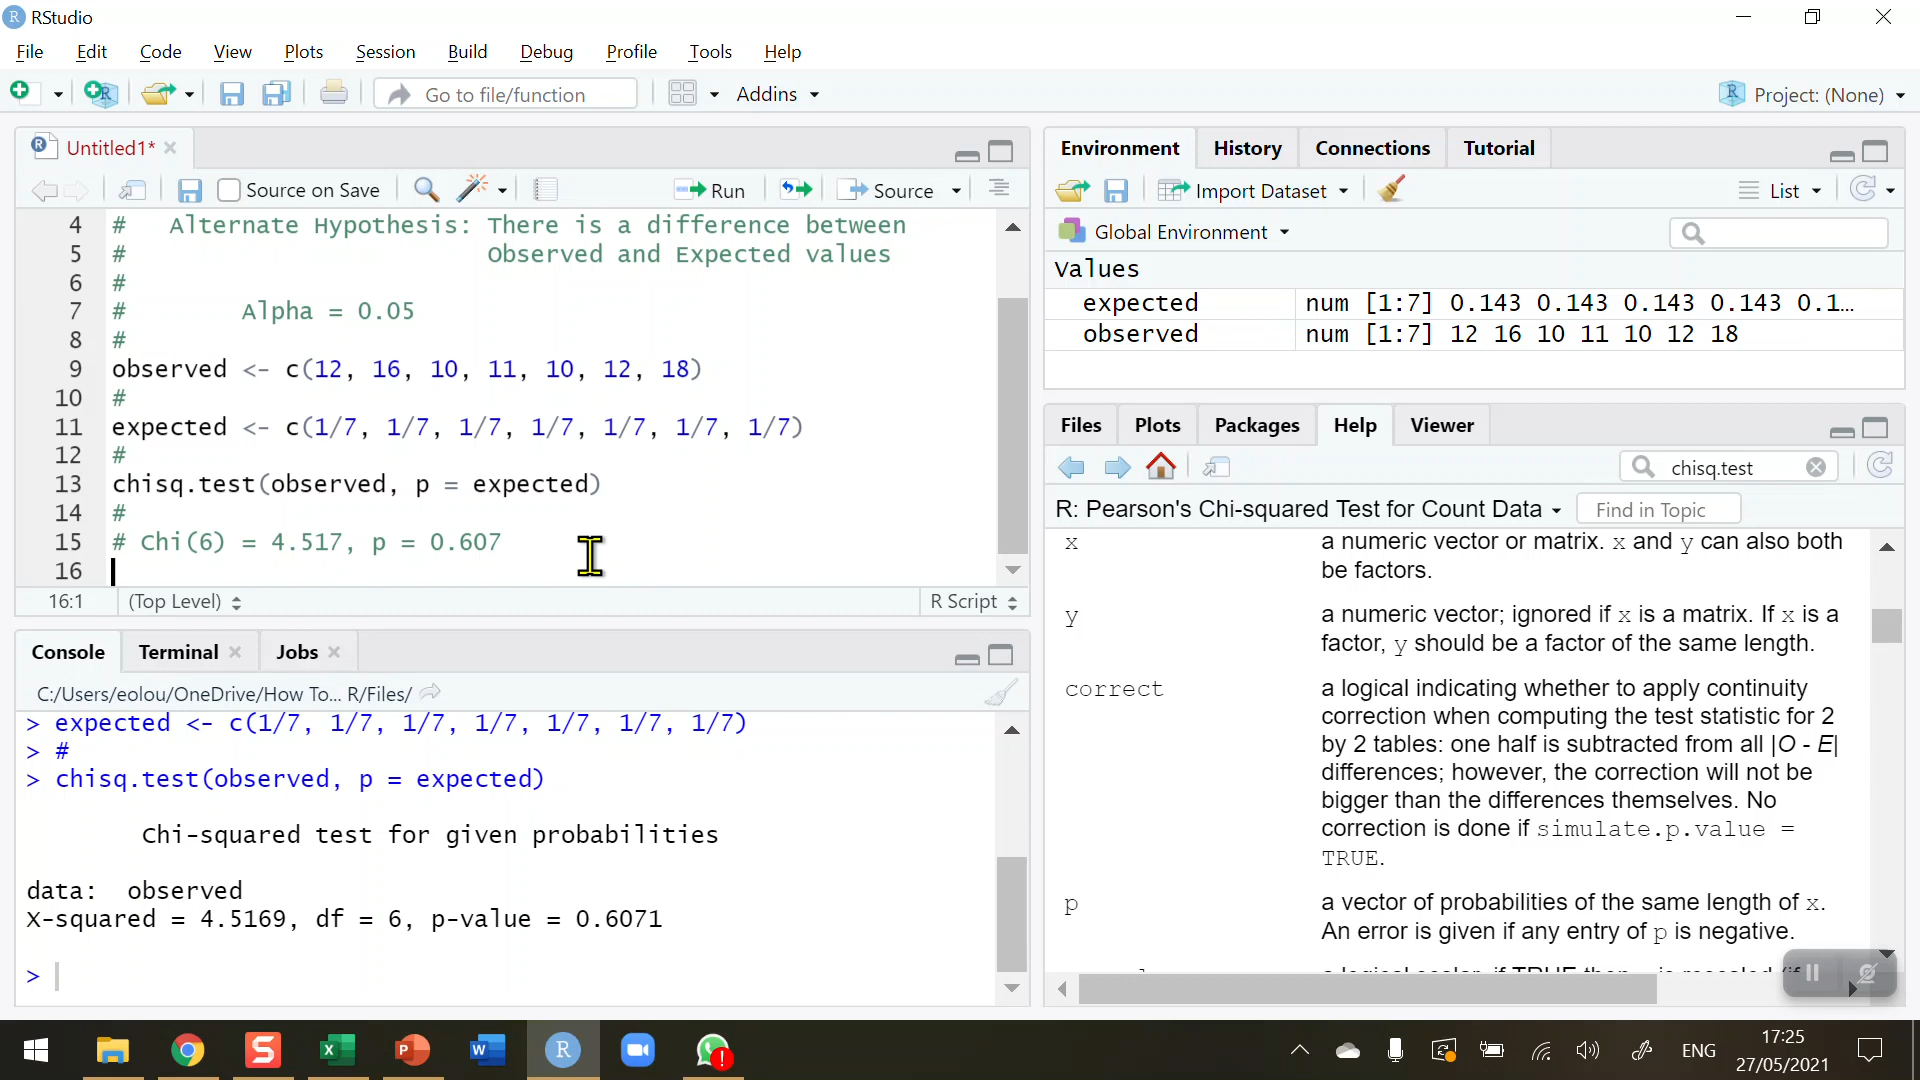 RStudio
File Edit Code View Plots Session Build Debug Profile Tools Help
Go to file/function Addins Project: (None)
Untitled1*
Source on Save Run Source
4 #   Alternate Hypothesis: There is a difference between
5 #                         Observed and Expected values
6 #
7 #        Alpha = 0.05
8 #
9 observed <- c(12, 16, 10, 11, 10, 12, 18)
10 #
11 expected <- c(1/7, 1/7, 1/7, 1/7, 1/7, 1/7, 1/7)
12 #
13 chisq.test(observed, p = expected)
14 #
15 # Chi(6) = 4.517, p = 0.607
16
16:1 (Top Level) R Script
Console Terminal Jobs
C:/Users/eolou/OneDrive/How To... R/Files/
> expected <- c(1/7, 1/7, 1/7, 1/7, 1/7, 1/7, 1/7)
> #
> chisq.test(observed, p = expected)
Chi-squared test for given probabilities
data:  observed
X-squared = 4.5169, df = 6, p-value = 0.6071
>
Environment History Connections Tutorial
Import Dataset List
Global Environment
Values
expected num [1:7] 0.143 0.143 0.143 0.143 0.1...
observed num [1:7] 12 16 10 11 10 12 18
Files Plots Packages Help Viewer
chisq.test
R: Pearson's Chi-squared Test for Count Data Find in Topic
x a numeric vector or matrix. x and y can also both
be factors.
y a numeric vector; ignored if x is a matrix. If x is a
factor, y should be a factor of the same length.
correct a logical indicating whether to apply continuity
correction when computing the test statistic for 2
by 2 tables: one half is subtracted from all |O - E|
differences; however, the correction will not be
bigger than the differences themselves. No
correction is done if simulate.p.value =
TRUE.
p a vector of probabilities of the same length of x.
An error is given if any entry of p is negative.
ENG 17:25
27/05/2021